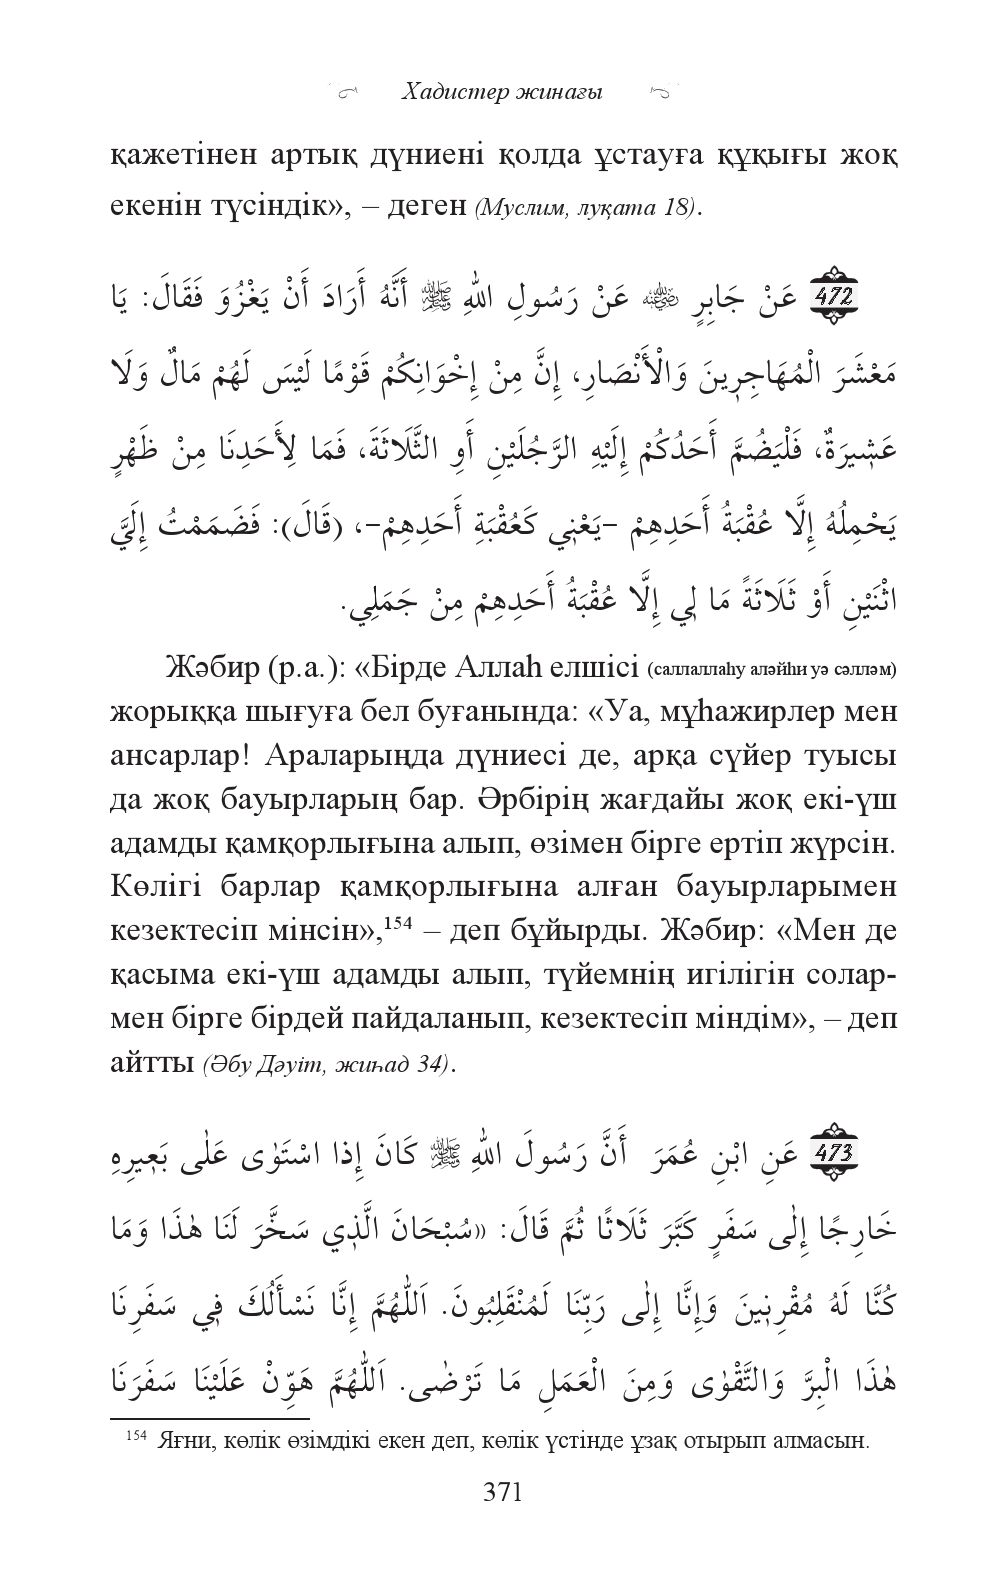 Хадистер жинағы
қажетінен артық дүниені қолда ұстауға құқығы жоқ
екенін түсіндік», – деген (Муслим, луқата 18).
472 عَنْ جَابِرٍ ﷺ عَنْ رَسُولِ اللهِ ﷺ أَنَّهُ أَرَادَ أَنْ يَغْزُوَ فَقَالَ: يَا
مَعْشَرَ الْمُهَاجِرِينَ وَالْأَنْصَارِ، إِنَّ مِنْ إِخْوَانِكُمْ قَوْمًا لَيْسَ لَهُمْ مَالٌ وَلَا
عَشِيرَةٌ، فَلْيَضُمَّ أَحَدُكُمْ إِلَيْهِ الرَّجُلَيْنِ أَوِ الثَّلَاثَةَ، فَمَا لِأَحَدِنَا مِنْ ظَهْرٍ
يَحْمِلُهُ إِلَّا عُقْبَةُ أَحَدِهِمْ -يَعْنِي كَعُقْبَةِ أَحَدِهِمْ-، (قَالَ): فَضَمَمْتُ إِلَيَّ
اثْنَيْنِ أَوْ ثَلَاثَةً مَا لِي إِلَّا عُقْبَةُ أَحَدِهِمْ مِنْ جَمَلِي.
Жәбир (р.а.): «Бірде Аллаһ елшісі (саллаллаһу аләйһи уә сәлләм)
жорыққа шығуға бел буғанында: «Уа, мұһажирлер мен
ансарлар! Араларыңда дүниесі де, арқа сүйер туысы
да жоқ бауырларың бар. Әрбірің жағдайы жоқ екі-үш
адамды қамқорлығына алып, өзімен бірге ертіп жүрсін.
Көлігі барлар қамқорлығына алған бауырларымен
кезектесіп мінсін»,154 – деп бұйырды. Жәбир: «Мен де
қасыма екі-үш адамды алып, түйемнің игілігін солар-
мен бірге бірдей пайдаланып, кезектесіп міндім», – деп
айтты (Әбу Дәуіт, жиһад 34).
473 عَنِ ابْنِ عُمَرَ أَنَّ رَسُولَ اللهِ ﷺ كَانَ إِذا اسْتَوٰى عَلٰى بَعِيرِهِ
خَارِجًا إِلٰى سَفَرٍ كَبَّرَ ثَلَاثًا ثُمَّ قَالَ: «سُبْحَانَ الَّذِي سَخَّرَ لَنَا هٰذَا وَمَا
كُنَّا لَهُ مُقْرِنِينَ وَإِنَّا إِلٰى رَبِّنَا لَمُنْقَلِبُونَ. اَللّٰهُمَّ إِنَّا نَسْأَلُكَ فِي سَفَرِنَا
هٰذَا الْبِرَّ وَالتَّقْوٰى وَمِنَ الْعَمَلِ مَا تَرْضٰى. اَللّٰهُمَّ هَوِّنْ عَلَيْنَا سَفَرَنَا
154 Яғни, көлік өзімдікі екен деп, көлік үстінде ұзақ отырып алмасын.
371